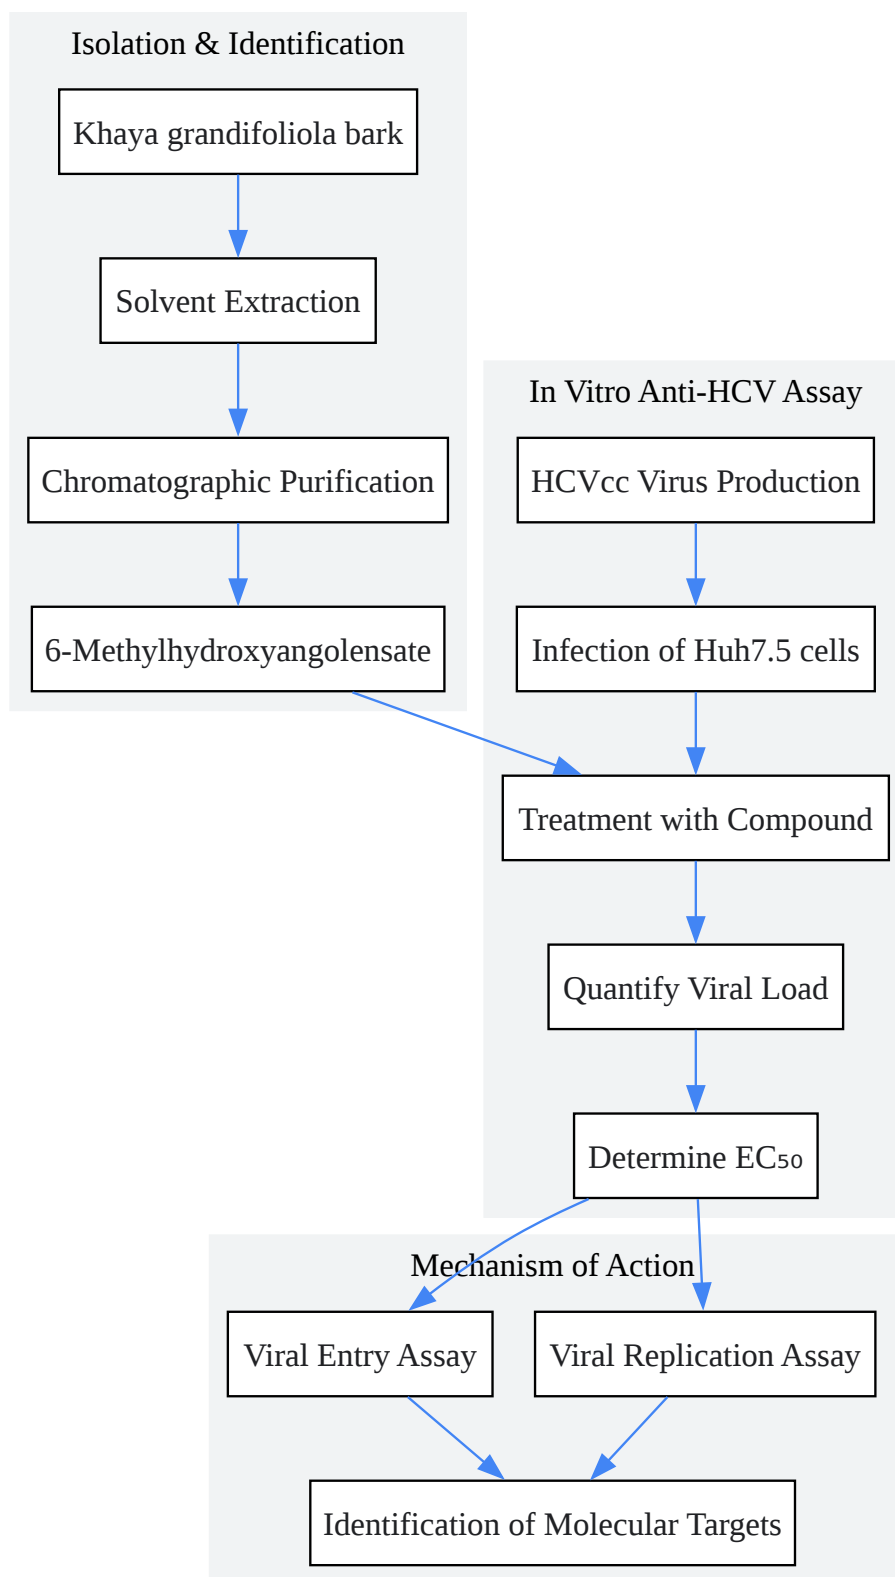 Isolation & Identification
Khaya grandifoliola bark
Solvent Extraction
Chromatographic Purification
6-Methylhydroxyangolensate
In Vitro Anti-HCV Assay
HCVcc Virus Production
Infection of Huh7.5 cells
Treatment with Compound
Quantify Viral Load
Determine EC₅₀
Mechanism of Action
Viral Entry Assay
Viral Replication Assay
Identification of Molecular Targets